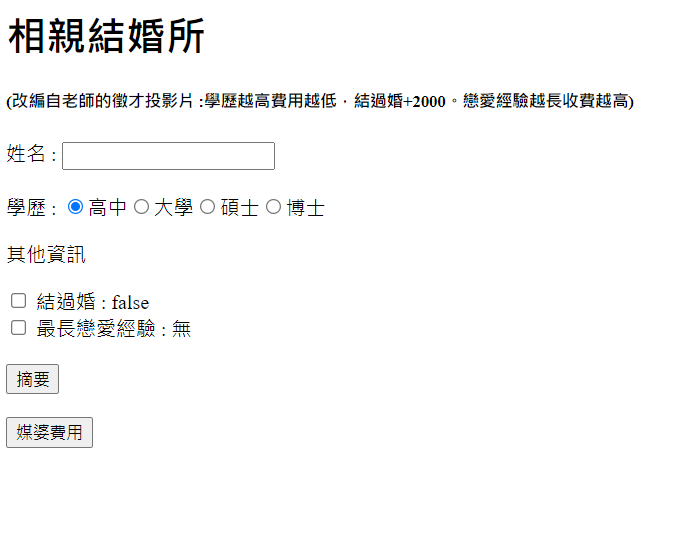 相親結婚所
(改編自老師的徵才投影片 :學歷越高費用越低，結過婚+2000。戀愛經驗越長收費越高)
姓名 :
學歷 : 高中 大學 碩士 博士
其他資訊
結過婚 : false
最長戀愛經驗 : 無
摘要
媒婆費用